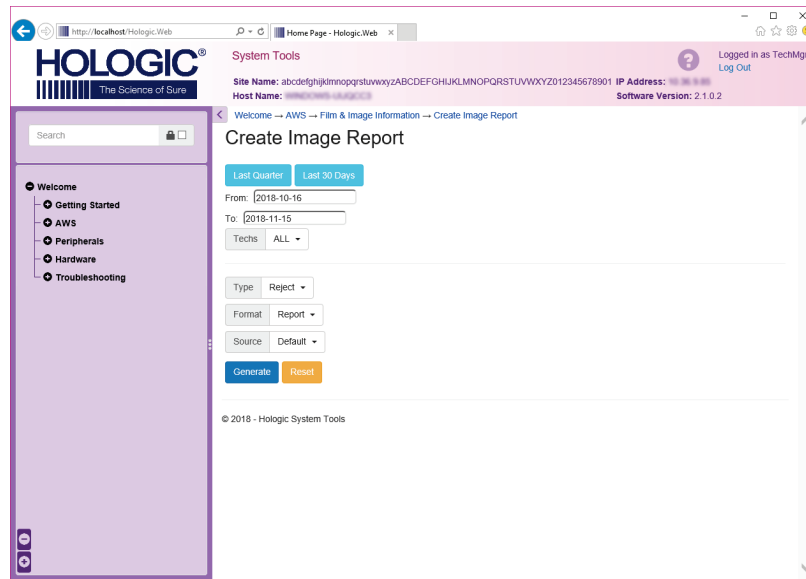 http://localhost/Hologic.Web
Home Page - Hologic.Web
HOLOGIC®
The Science of Sure
System Tools
Logged in as TechMgr
Log Out
Site Name: abcdefghijklmnopqrstuvwxyzABCDEFGHIJKLMNOPQRSTUVWXYZ012345678901 IP Address:
Host Name:
Software Version: 2.1.0.2
Search
Welcome → AWS → Film & Image Information → Create Image Report
Create Image Report
Welcome
Getting Started
AWS
Peripherals
Hardware
Troubleshooting
Last Quarter Last 30 Days
From: 2018-10-16
To: 2018-11-15
Techs ALL
Type Reject
Format Report
Source Default
Generate Reset
© 2018 - Hologic System Tools